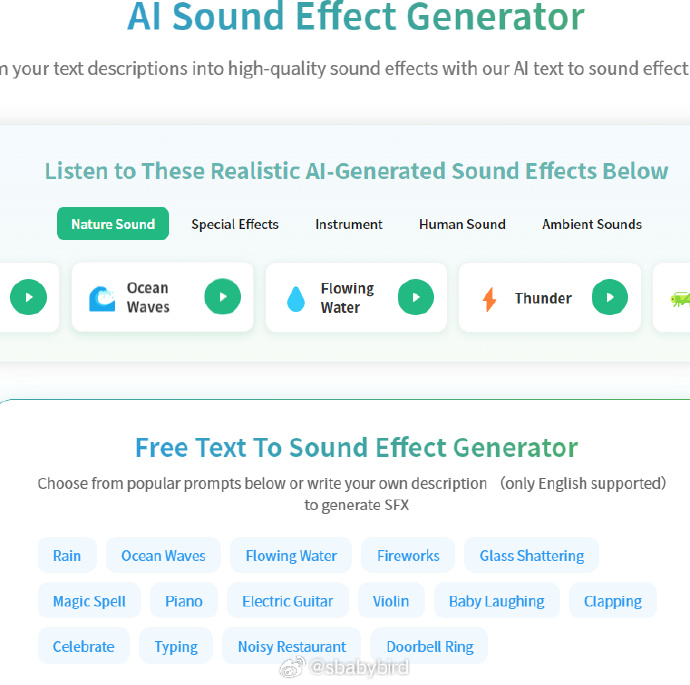 AI Sound Effect Generator
your text descriptions into high-quality sound effects with our AI text to sound effect
Listen to These Realistic AI-Generated Sound Effects Below
Nature Sound Special Effects Instrument Human Sound Ambient Sounds
Ocean Waves
Flowing Water
Thunder
Free Text To Sound Effect Generator
Choose from popular prompts below or write your own description （only English supported）
to generate SFX
Rain Ocean Waves Flowing Water Fireworks Glass Shattering
Magic Spell Piano Electric Guitar Violin Baby Laughing Clapping
Celebrate Typing Noisy Restaurant Doorbell Ring
@sbabybird